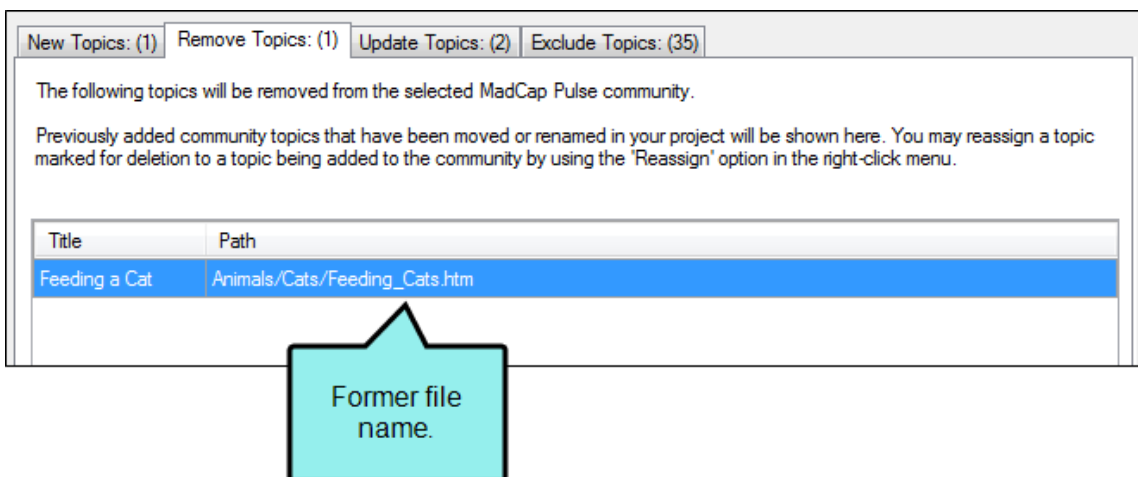 New Topics: (1) Remove Topics: (1) Update Topics: (2) Exclude Topics: (35)
The following topics will be removed from the selected MadCap Pulse community.
Previously added community topics that have been moved or renamed in your project will be shown here. You may reassign a topic
marked for deletion to a topic being added to the community by using the 'Reassign' option in the right-click menu.
Title Path
Feeding a Cat Animals/Cats/Feeding_Cats.htm
Former file
name.